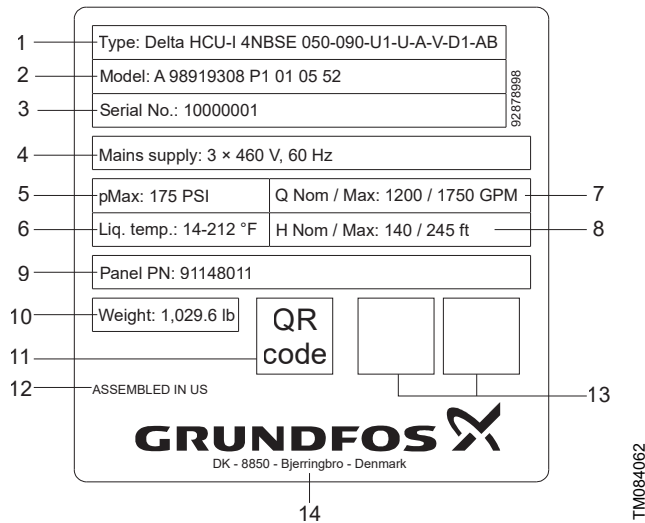 1
Type: Delta HCU-I 4NBSE 050-090-U1-U-A-V-D1-AB
2
Model: A 98919308 P1 01 05 52
3
Serial No.: 10000001
92878998
4
Mains supply: 3 × 460 V, 60 Hz
5
pMax: 175 PSI
Q Nom / Max: 1200 / 1750 GPM
7
6
Liq. temp.: 14-212 °F
H Nom / Max: 140 / 245 ft
8
9
Panel PN: 91148011
10
Weight: 1,029.6 lb
11
QR
code
12
ASSEMBLED IN US
13
GRUNDFOS
DK - 8850 - Bjerringbro - Denmark
14
TM084062